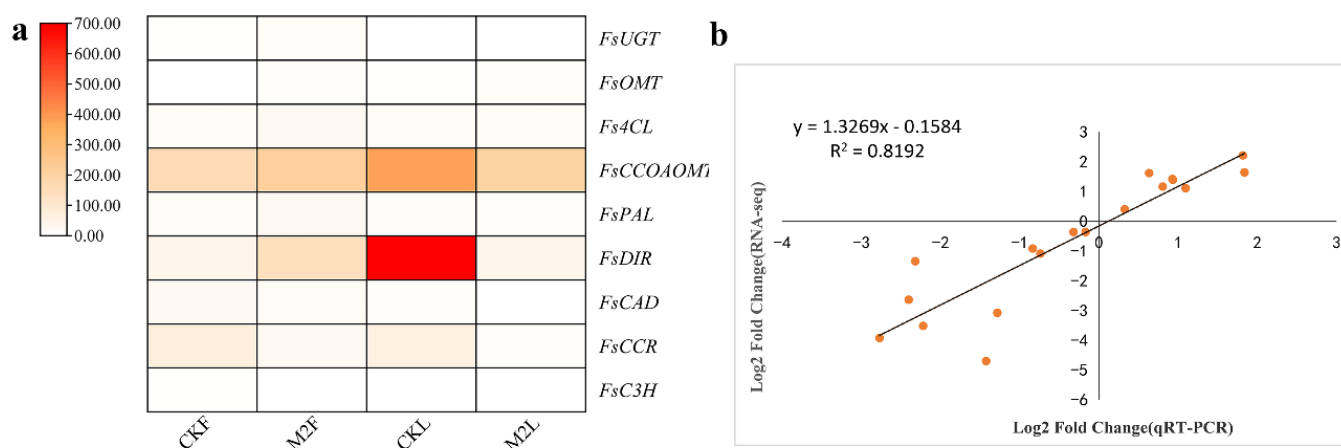 a
700.00
600.00
500.00
400.00
300.00
200.00
100.00
0.00
FsUGT
FsOMT
Fs4CL
FsCCOAOMT
FsPAL
FsDIR
FsCAD
FsCCR
FsC3H
CKF
M2F
CKL
M2L
b
y = 1.3269x - 0.1584
R² = 0.8192
Log2 Fold Change(RNA-seq)
3
2
1
0
−1
−2
−3
−4
−5
−6
−4
−3
−2
−1
0
1
2
3
Log2 Fold Change(qRT-PCR)